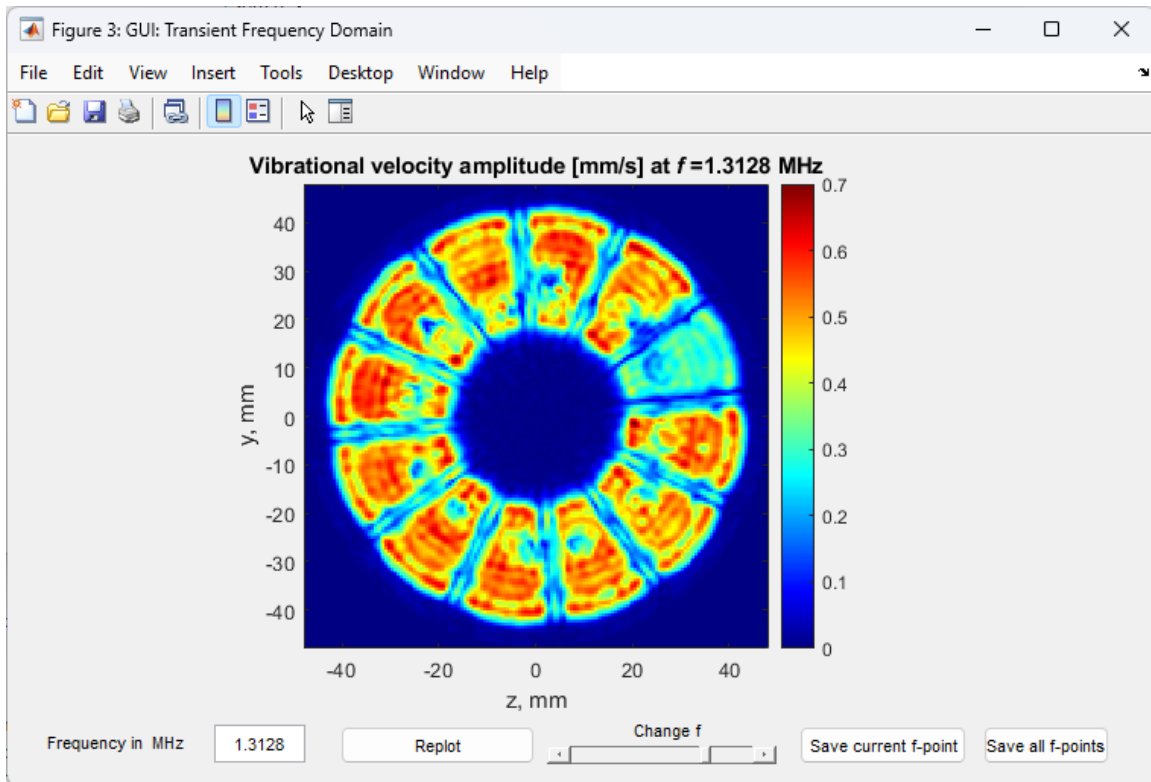 Figure 3: GUI: Transient Frequency Domain
File Edit View Insert Tools Desktop Window Help
Vibrational velocity amplitude [mm/s] at f =1.3128 MHz
0.7
0.6
0.5
0.4
0.3
0.2
0.1
0
40
30
20
10
0
-10
-20
-30
-40
y, mm
-40 -20 0 20 40
z, mm
Frequency in MHz 1.3128 Replot Change f Save current f-point Save all f-points